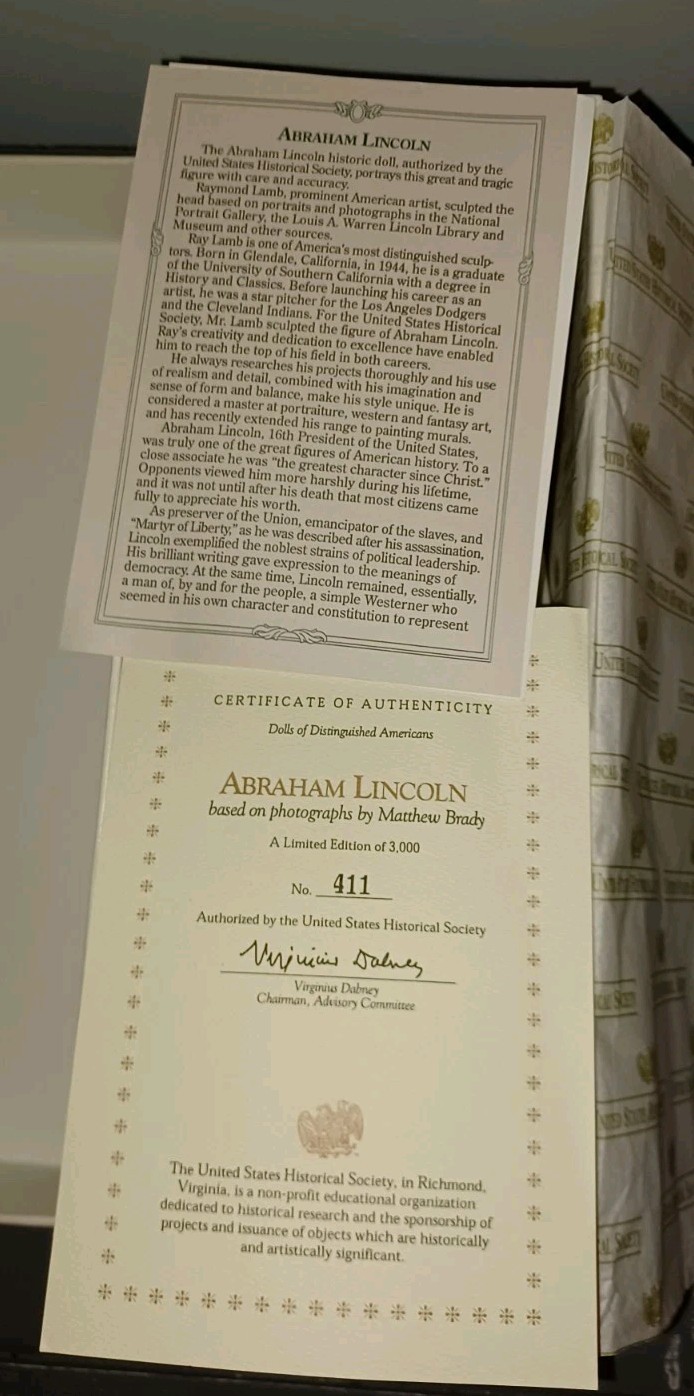 ABRAHAM LINCOLN
The Abraham Lincoln historic doll, authorized by the
United States Historical Society, portrays this great and tragic
figure with care and accuracy.
Raymond Lamb, prominent American artist, sculpted the
head based on portraits and photographs in the National
Portrait Gallery, the Louis A. Warren Lincoln Library and
Museum and other sources.
Ray Lamb is one of America's most distinguished sculp-
tors. Born in Glendale, California, in 1944, he is a graduate
of the University of Southern California with a degree in
History and Classics. Before launching his career as an
artist, he was a star pitcher for the Los Angeles Dodgers
and the Cleveland Indians. For the United States Historical
Society, Mr. Lamb sculpted the figure of Abraham Lincoln.
Ray's creativity and dedication to excellence have enabled
him to reach the top of his field in both careers.
He always researches his projects thoroughly and his use
of realism and detail, combined with his imagination and
sense of form and balance, make his style unique. He is
considered a master at portraiture, western and fantasy art,
and has recently extended his range to painting murals.
Abraham Lincoln, 16th President of the United States,
was truly one of the great figures of American history. To a
close associate he was "the greatest character since Christ."
Opponents viewed him more harshly during his lifetime,
and it was not until after his death that most citizens came
fully to appreciate his worth.
As preserver of the Union, emancipator of the slaves, and
"Martyr of Liberty," as he was described after his assassination,
Lincoln exemplified the noblest strains of political leadership.
His brilliant writing gave expression to the meanings of
democracy. At the same time, Lincoln remained, essentially,
a man of, by and for the people, a simple Westerner who
seemed in his own character and constitution to represent
CERTIFICATE OF AUTHENTICITY
Dolls of Distinguished Americans
ABRAHAM LINCOLN
based on photographs by Matthew Brady
A Limited Edition of 3,000
No. 411
Authorized by the United States Historical Society
Virginius Dabney
Virginius Dabney
Chairman, Advisory Committee
The United States Historical Society, in Richmond,
Virginia, is a non-profit educational organization
dedicated to historical research and the sponsorship of
projects and issuance of objects which are historically
and artistically significant.